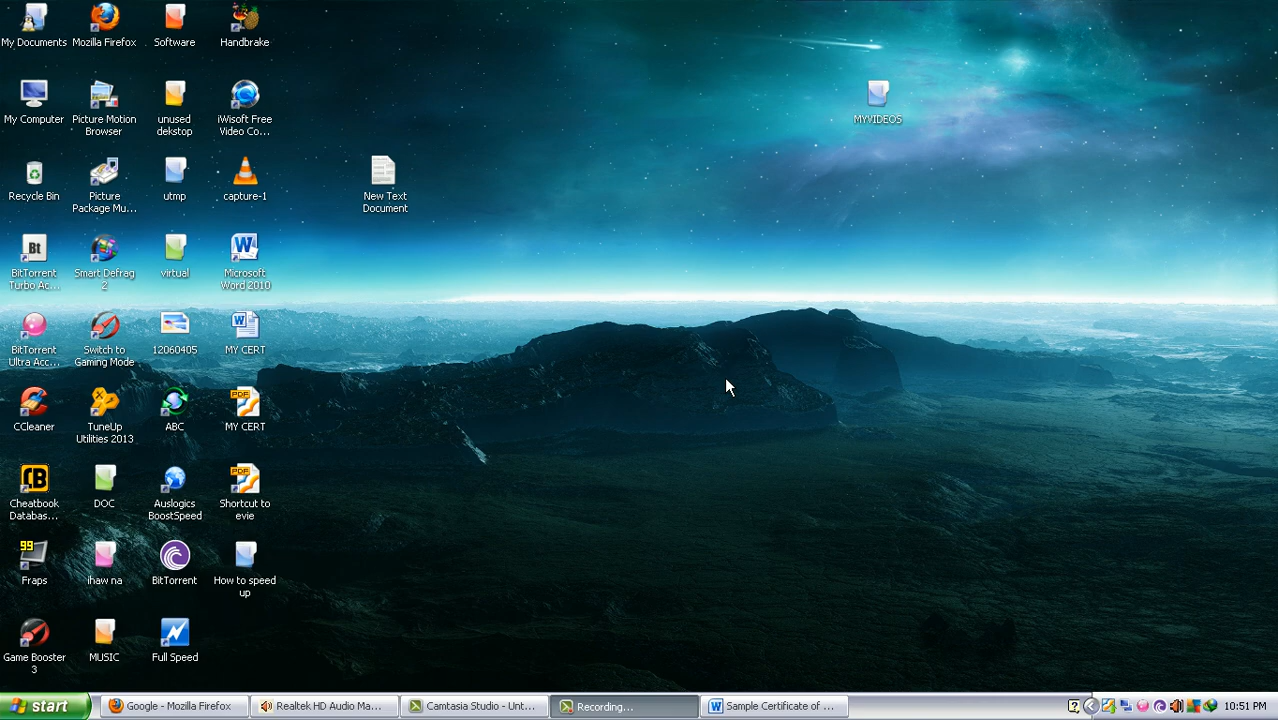 My Documents
Mozilla Firefox
Software
Handbrake
My Computer
Picture Motion
Browser
unused
dekstop
iWisoft Free
Video Co...
MYVIDEOS
Recycle Bin
Picture
Package Mu...
utmp
capture-1
New Text
Document
Bt
BitTorrent
Turbo Ac...
Smart Defrag
2
virtual
W
Microsoft
Word 2010
BitTorrent
Ultra Acc...
Switch to
Gaming Mode
12060405
W
MY CERT
CCleaner
TuneUp
Utilities 2013
ABC
PDF
MY CERT
CB
Cheatbook
Databas...
DOC
Auslogics
BoostSpeed
PDF
Shortcut to
evie
99
Fraps
ihaw na
BitTorrent
How to speed
up
Game Booster
3
MUSIC
Full Speed
start
Google - Mozilla Firefox
Realtek HD Audio Ma...
Camtasia Studio - Unt...
Recording...
W
Sample Certificate of ...
?
10:51 PM